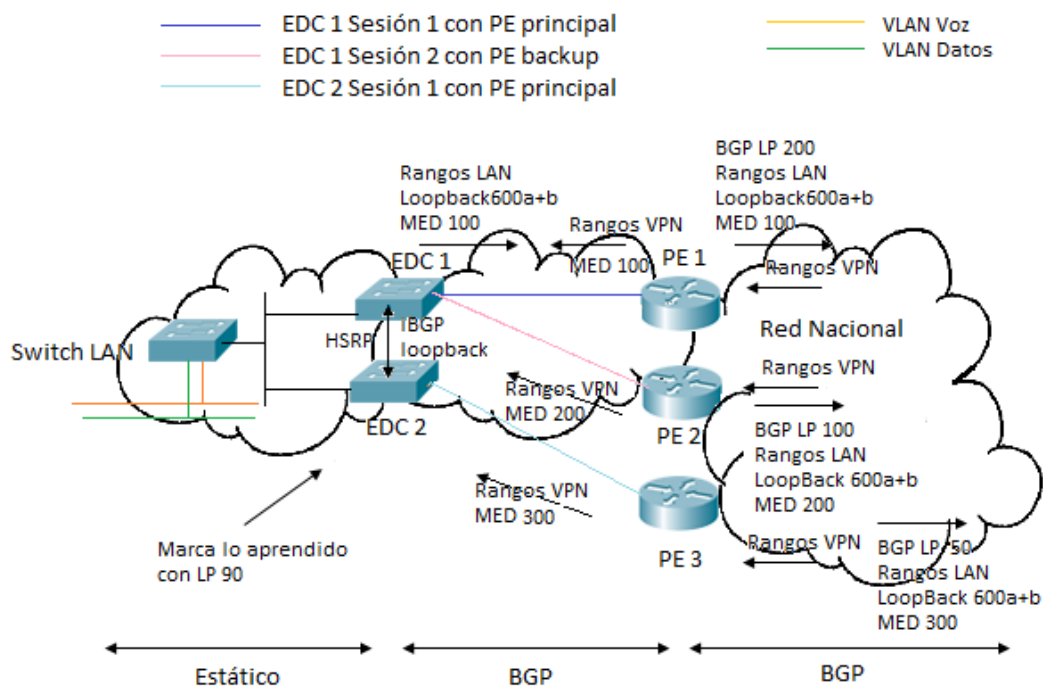 EDC 1 Sesión 1 con PE principal
EDC 1 Sesión 2 con PE backup
EDC 2 Sesión 1 con PE principal
VLAN Voz
VLAN Datos
BGP LP 200
Rangos LAN
Loopback600a+b
MED 100
Rangos LAN
Loopback600a+b
MED 100
Rangos VPN
MED 100
EDC 1
PE 1
Rangos VPN
Switch LAN
HSRP
IBGP
loopback
Red Nacional
EDC 2
Rangos VPN
MED 200
PE 2
Rangos VPN
BGP LP 100
Rangos LAN
LoopBack 600a+b
MED 200
Rangos VPN
MED 300
PE 3
Marca lo aprendido
con LP 90
Rangos VPN
BGP LP 50
Rangos LAN
LoopBack 600a+b
MED 300
Estático
BGP
BGP